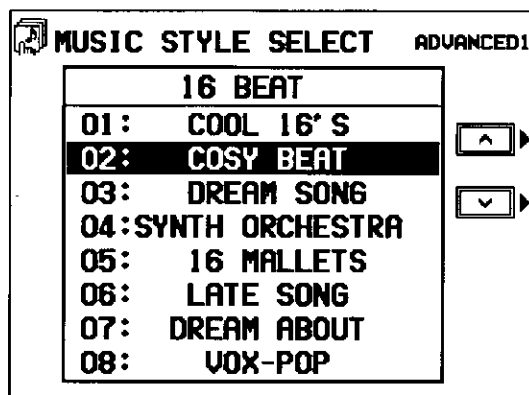 MUSIC STYLE SELECT ADVANCED1
16 BEAT
01: COOL 16'S
02: COSY BEAT
03: DREAM SONG
04:SYNTH ORCHESTRA
05: 16 MALLETS
06: LATE SONG
07: DREAM ABOUT
08: VOX-POP